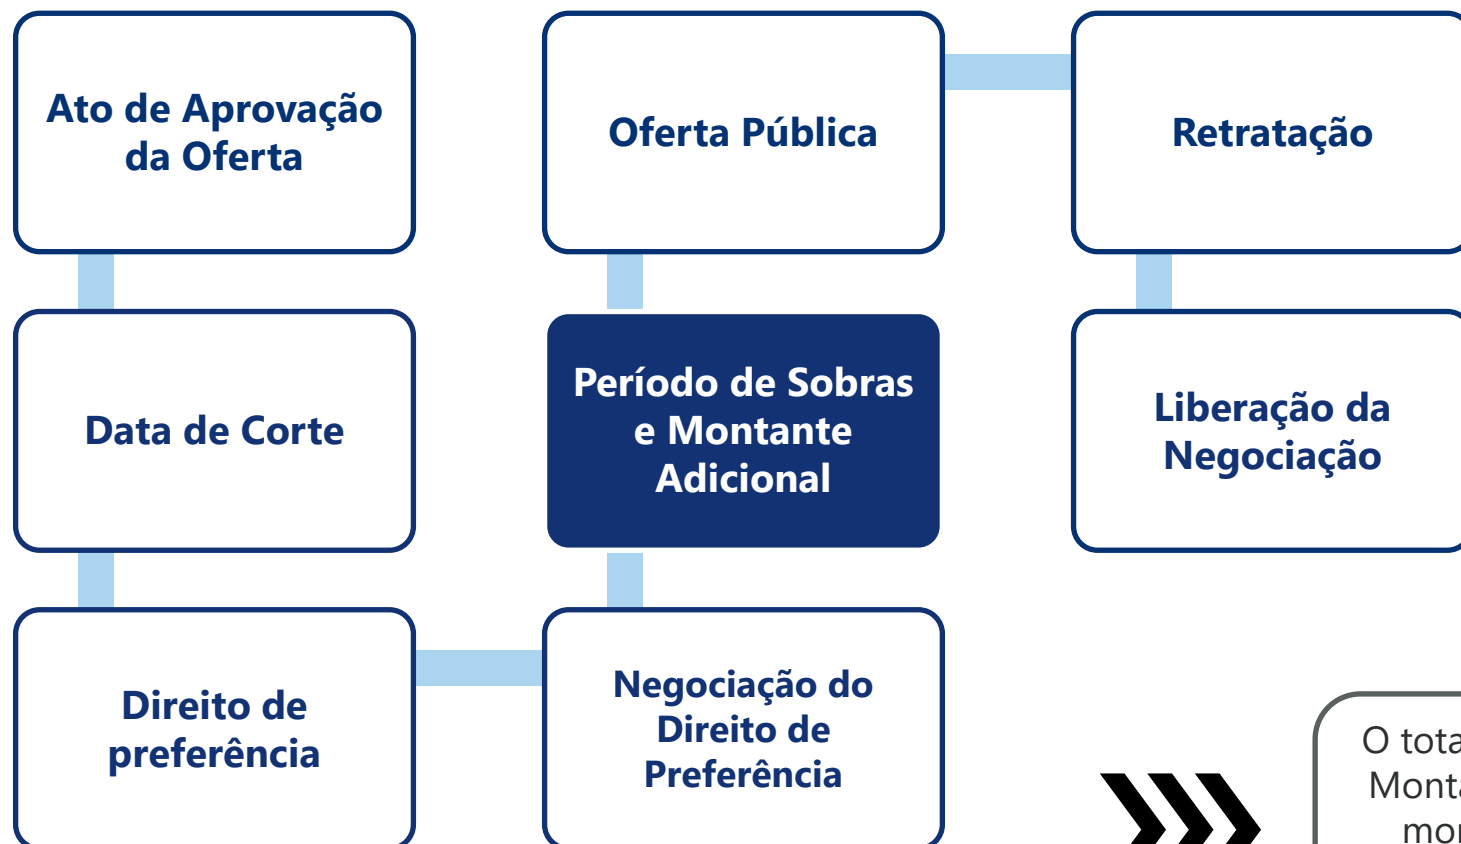 Ato de Aprovação
da Oferta
Data de Corte
Direito de
preferência
Negociação do
Direito de
Preferência
Período de Sobras
e Montante
Adicional
Oferta Pública
Retratação
Liberação da
Negociação
O